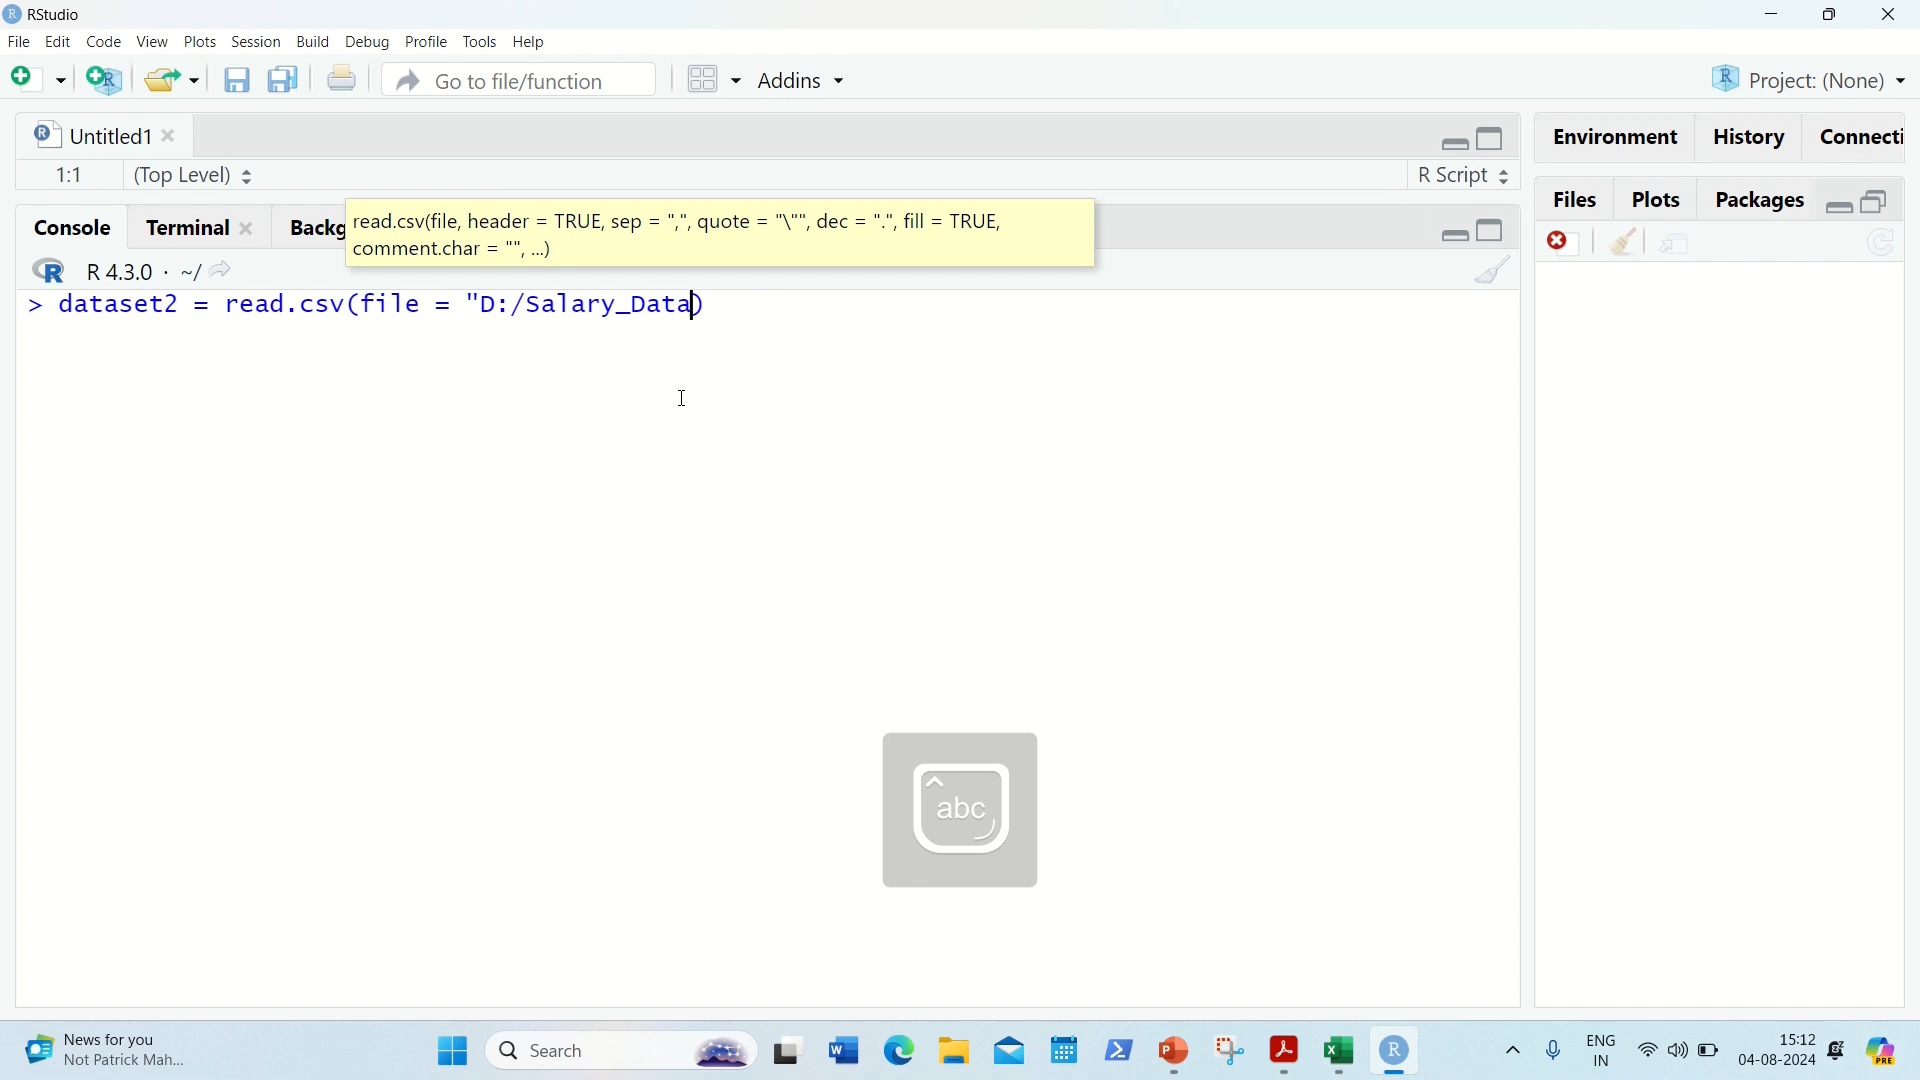 RStudio
File Edit Code View Plots Session Build Debug Profile Tools Help
Go to file/function Addins Project: (None)
Untitled1
Environment History Connecti
1:1 (Top Level) R Script
Files Plots Packages
Console Terminal Backg
read.csv(file, header = TRUE, sep = ",", quote = "\"", dec = ".", fill = TRUE,
comment.char = "", ...)
R 4.3.0 · ~/
> dataset2 = read.csv(file = "D:/Salary_Data)
abc
News for you
Not Patrick Mah...
Search
ENG
IN
15:12
04-08-2024
PRE